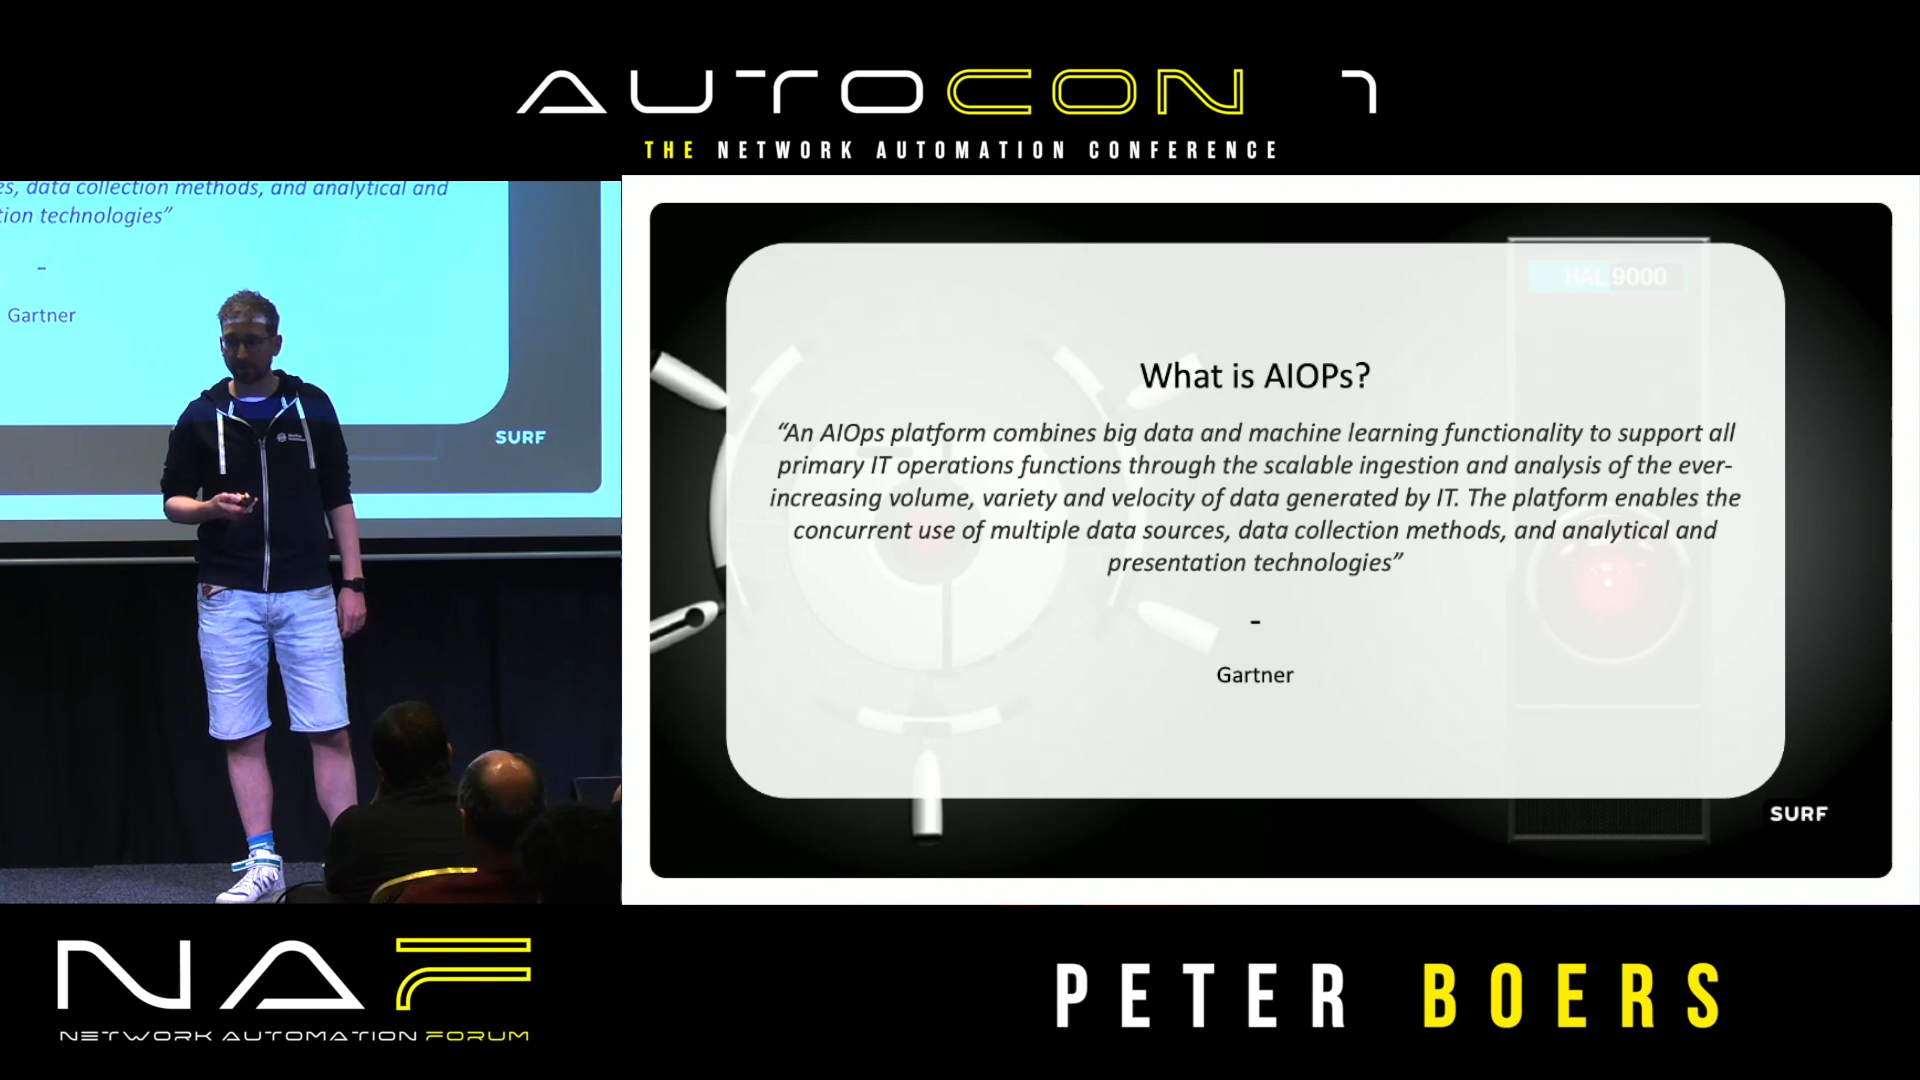 AUTOCON 1
THE NETWORK AUTOMATION CONFERENCE
es, data collection methods, and analytical and
tion technologies”
-
Gartner
SURF
HAL 9000
What is AIOPs?
“An AIOps platform combines big data and machine learning functionality to support all
primary IT operations functions through the scalable ingestion and analysis of the ever-
increasing volume, variety and velocity of data generated by IT. The platform enables the
concurrent use of multiple data sources, data collection methods, and analytical and
presentation technologies”
-
Gartner
SURF
NAF
NETWORK AUTOMATION FORUM
PETER BOERS